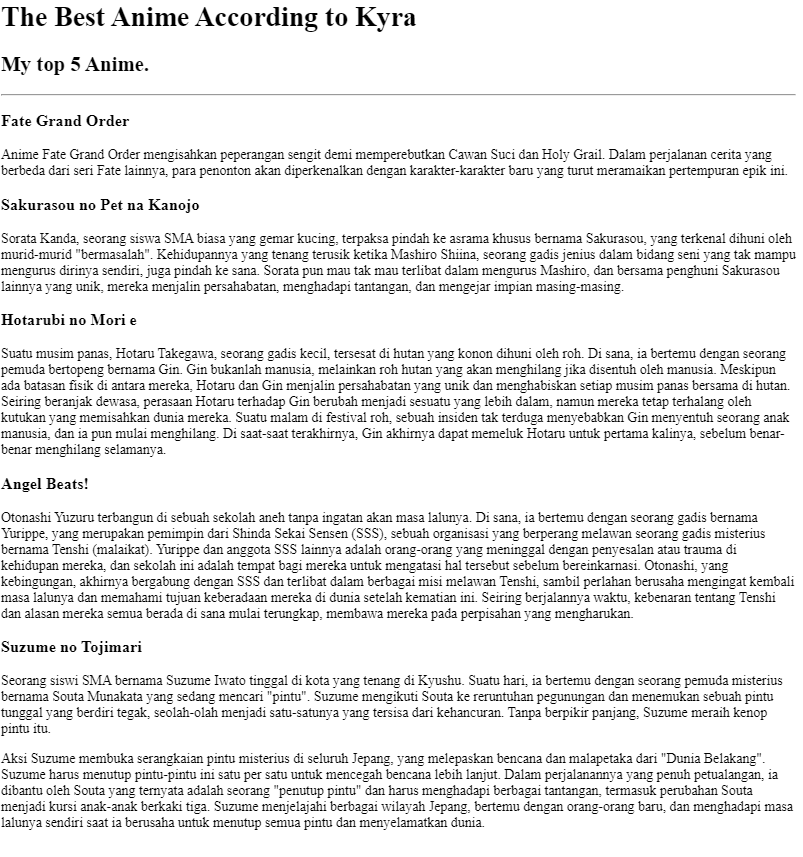 The Best Anime According to Kyra
My top 5 Anime.
Fate Grand Order
Anime Fate Grand Order mengisahkan peperangan sengit demi memperebutkan Cawan Suci dan Holy Grail. Dalam perjalanan cerita yang
berbeda dari seri Fate lainnya, para penonton akan diperkenalkan dengan karakter-karakter baru yang turut meramaikan pertempuran epik ini.
Sakurasou no Pet na Kanojo
Sorata Kanda, seorang siswa SMA biasa yang gemar kucing, terpaksa pindah ke asrama khusus bernama Sakurasou, yang terkenal dihuni oleh
murid-murid "bermasalah". Kehidupannya yang tenang terusik ketika Mashiro Shiina, seorang gadis jenius dalam bidang seni yang tak mampu
mengurus dirinya sendiri, juga pindah ke sana. Sorata pun mau tak mau terlibat dalam mengurus Mashiro, dan bersama penghuni Sakurasou
lainnya yang unik, mereka menjalin persahabatan, menghadapi tantangan, dan mengejar impian masing-masing.
Hotarubi no Mori e
Suatu musim panas, Hotaru Takegawa, seorang gadis kecil, tersesat di hutan yang konon dihuni oleh roh. Di sana, ia bertemu dengan seorang
pemuda bertopeng bernama Gin. Gin bukanlah manusia, melainkan roh hutan yang akan menghilang jika disentuh oleh manusia. Meskipun
ada batasan fisik di antara mereka, Hotaru dan Gin menjalin persahabatan yang unik dan menghabiskan setiap musim panas bersama di hutan.
Seiring beranjak dewasa, perasaan Hotaru terhadap Gin berubah menjadi sesuatu yang lebih dalam, namun mereka tetap terhalang oleh
kutukan yang memisahkan dunia mereka. Suatu malam di festival roh, sebuah insiden tak terduga menyebabkan Gin menyentuh seorang anak
manusia, dan ia pun mulai menghilang. Di saat-saat terakhirnya, Gin akhirnya dapat memeluk Hotaru untuk pertama kalinya, sebelum benar-
benar menghilang selamanya.
Angel Beats!
Otonashi Yuzuru terbangun di sebuah sekolah aneh tanpa ingatan akan masa lalunya. Di sana, ia bertemu dengan seorang gadis bernama
Yurippe, yang merupakan pemimpin dari Shinda Sekai Sensen (SSS), sebuah organisasi yang berperang melawan seorang gadis misterius
bernama Tenshi (malaikat). Yurippe dan anggota SSS lainnya adalah orang-orang yang meninggal dengan penyesalan atau trauma di
kehidupan mereka, dan sekolah ini adalah tempat bagi mereka untuk mengatasi hal tersebut sebelum bereinkarnasi. Otonashi, yang
kebingungan, akhirnya bergabung dengan SSS dan terlibat dalam berbagai misi melawan Tenshi, sambil perlahan berusaha mengingat kembali
masa lalunya dan memahami tujuan keberadaan mereka di dunia setelah kematian ini. Seiring berjalannya waktu, kebenaran tentang Tenshi
dan alasan mereka semua berada di sana mulai terungkap, membawa mereka pada perpisahan yang mengharukan.
Suzume no Tojimari
Seorang siswi SMA bernama Suzume Iwato tinggal di kota yang tenang di Kyushu. Suatu hari, ia bertemu dengan seorang pemuda misterius
bernama Souta Munakata yang sedang mencari "pintu". Suzume mengikuti Souta ke reruntuhan pegunungan dan menemukan sebuah pintu
tunggal yang berdiri tegak, seolah-olah menjadi satu-satunya yang tersisa dari kehancuran. Tanpa berpikir panjang, Suzume meraih kenop
pintu itu.
Aksi Suzume membuka serangkaian pintu misterius di seluruh Jepang, yang melepaskan bencana dan malapetaka dari "Dunia Belakang".
Suzume harus menutup pintu-pintu ini satu per satu untuk mencegah bencana lebih lanjut. Dalam perjalanannya yang penuh petualangan, ia
dibantu oleh Souta yang ternyata adalah seorang "penutup pintu" dan harus menghadapi berbagai tantangan, termasuk perubahan Souta
menjadi kursi anak-anak berkaki tiga. Suzume menjelajahi berbagai wilayah Jepang, bertemu dengan orang-orang baru, dan menghadapi masa
lalunya sendiri saat ia berusaha untuk menutup semua pintu dan menyelamatkan dunia.